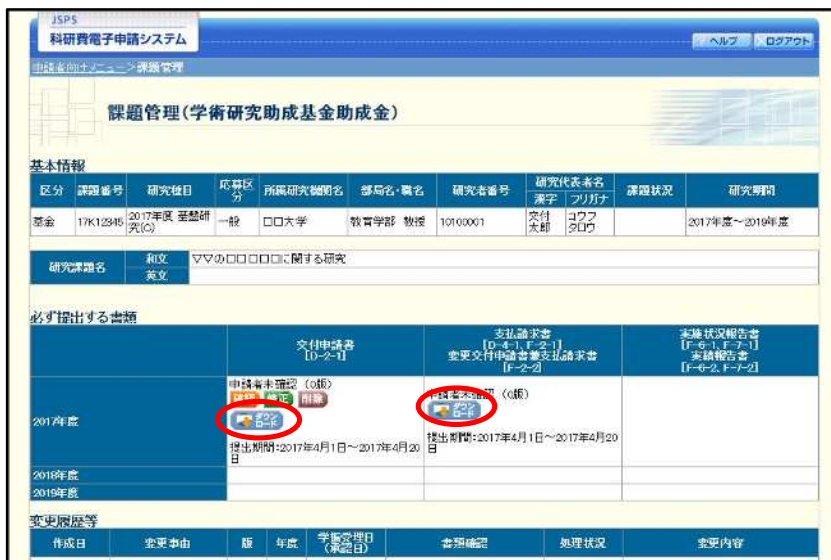 JSPS
科研費電子申請システム
ヘルプ ログアウト
申請者向けメニュー>課題管理
課題管理(学術研究助成基金助成金)
基本情報
区分 課題番号 研究種目 応募区分 所属研究機関名 部局名・職名 研究者番号 研究代表者名 課題状況 研究期間
漢字 フリガナ
基金 17K12345 2017年度 基盤研究(C) 一般 口口大学 教育学部 教授 10100001 交付 太郎 コウフ タロウ 2017年度~2019年度
研究課題名 和文 ▽▽の口口口口口に関する研究
英文
必ず提出する書類
交付申請書
[D-2-1]
支払請求書
[D-4-1、F-2-1]
変更交付申請書兼支払請求書
[F-2-2]
実施状況報告書
[F-6-1、F-7-1]
実績報告書
[F-6-2、F-7-2]
2017年度
申請者未確認 (0版)
確認 修正 削除
ダウンロード
提出期間:2017年4月1日~2017年4月20日
申請者未確認 (0版)
ダウンロード
提出期間:2017年4月1日~2017年4月20日
2018年度
2019年度
変更履歴等
作成日 変更事由 版 年度 学振受理日(承認日) 書類確認 処理状況 変更内容